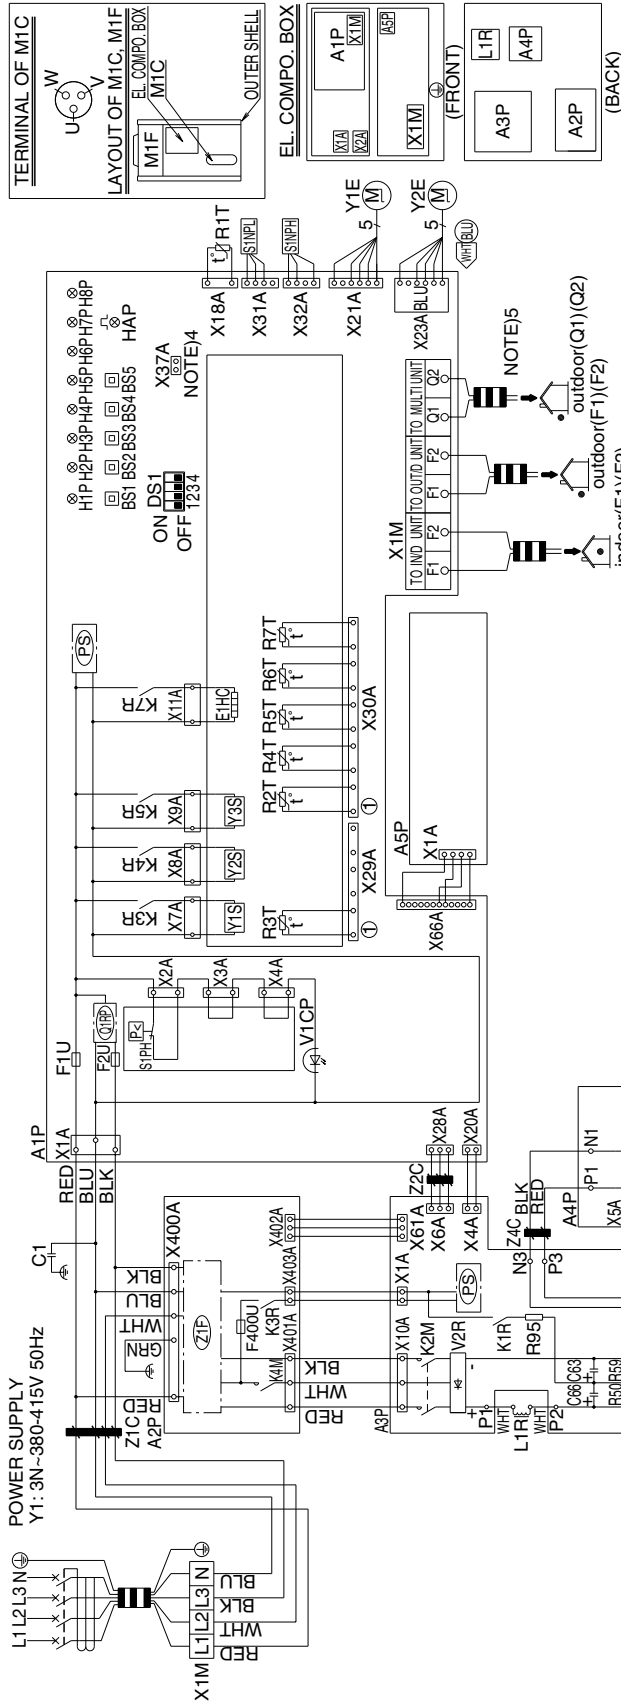 POWER SUPPLY
Y1: 3N~380-415V 50Hz
L1 L2 L3 N
X1M
L1 L2 L3 N
RED
WHT
BLK
BLU
C1
Z1C
A2P
RED
GRN
WHT
BLU
BLK
X400A
Z1F
F400U
K4M
K3R
X401A
X403A
X402A
RED
WHT
BLK
A3P
X10A
X1A
X61A
X6A
X4A
Z2C
X28A
X20A
K2M
V2R
PS
K1R
R95
P1
WHT
L1R
WHT
P2
C66
C63
R50
R59
N3
P3
Z4C
BLK
RED
A4P
P1
N1
X5A
A1P
X1A
RED
BLU
BLK
F1U
F2U
Q1RP
P<
S1PH
X2A
X3A
X4A
V1CP
K3R
K4R
K5R
K7R
X7A
X8A
X9A
X11A
Y1S
Y2S
Y3S
E1HC
PS
R3T
t°
R2T
t°
R4T
t°
R5T
t°
R6T
t°
R7T
t°
1
X29A
1
X30A
X66A
A5P
X1A
H1P H2P H3P H4P H5P H6P H7P H8P
BS1 BS2 BS3 BS4 BS5
HAP
ON
OFF
DS1
1234
X37A
NOTE)4
X18A
X31A
X32A
X21A
X23A
BLU
t°
R1T
S1NPL
S1NPH
5
Y1E
M
5
Y2E
M
WHT
BLU
X1M
TO IN/D UNIT
TO OUT/D UNIT
TO MULTI UNIT
F1 F2 F1 F2 Q1 Q2
NOTE)5
indoor(F1)(F2)
outdoor(F1)(F2)
outdoor(Q1)(Q2)
TERMINAL OF M1C
U
V
W
LAYOUT OF M1C, M1F
M1F
EL. COMPO. BOX
M1C
OUTER SHELL
EL. COMPO. BOX
X1A
X2A
A1P
X1M
A5P
X1M
(FRONT)
L1R
A4P
A3P
A2P
(BACK)